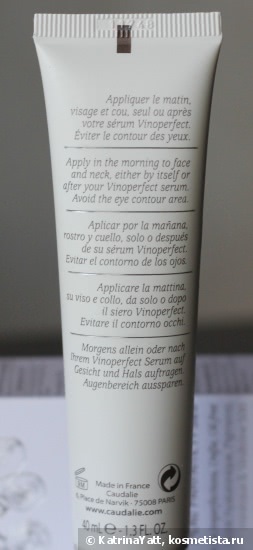 Appliquer le matin,
visage et cou, seul ou après
votre sérum Vinoperfect.
Éviter le contour des yeux.
Apply in the morning to face
and neck, either by itself or
after your Vinoperfect serum.
Avoid the eye contour area.
Aplicar por la mañana,
rostro y cuello, solo o después
de su sérum Vinoperfect.
Evitar el contorno de los ojos.
Applicare la mattina,
su viso e collo, da solo o dopo
il siero Vinoperfect.
Evitare il contorno occhi.
Morgens allein oder nach
Ihrem Vinoperfect Serum auf
Gesicht und Hals auftragen.
Augenbereich aussparen.
Made in France
Caudalie
6, Place de Narvik - 75008 PARIS
www.caudalie.com
40 mL ℮ - 1.3 FL.OZ.
© KatrinaYatt, kosmetista.ru